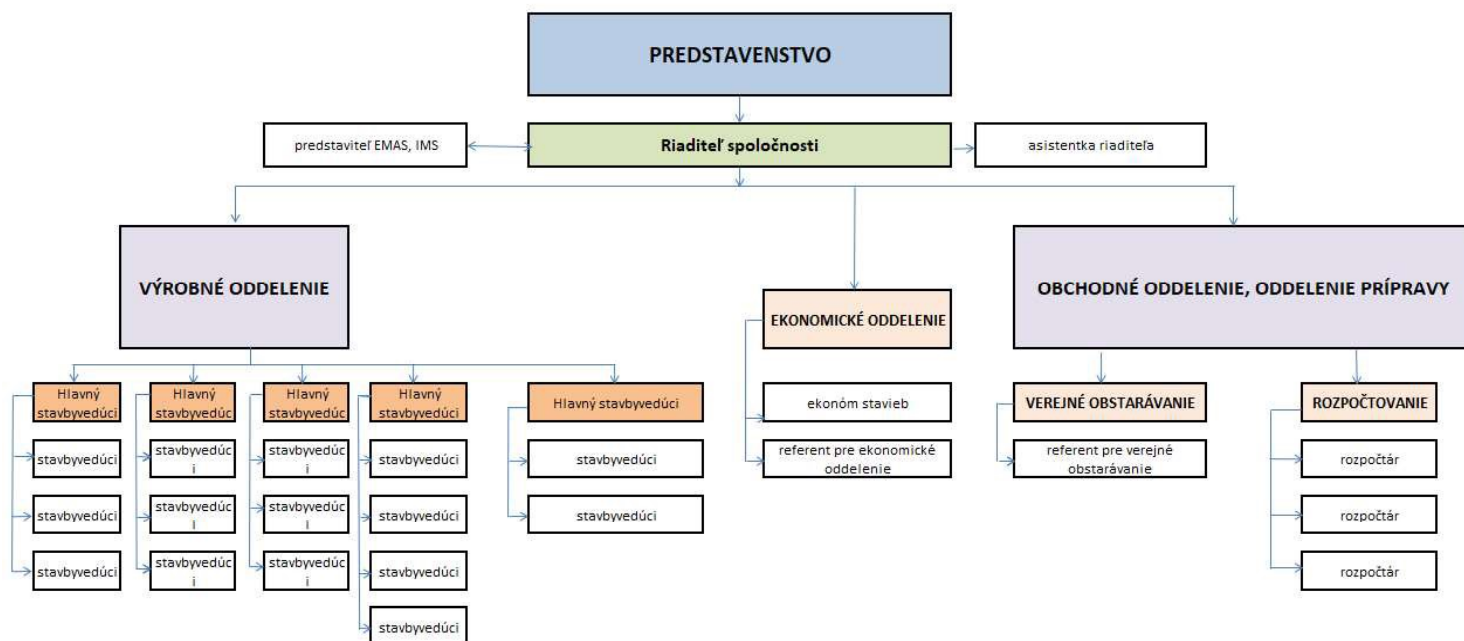 PREDSTAVENSTVO
predstaviteľ EMAS, IMS
Riaditeľ spoločnosti
asistentka riaditeľa
VÝROBNÉ ODDELENIE
EKONOMICKÉ ODDELENIE
OBCHODNÉ ODDELENIE, ODDELENIE PRÍPRAVY
Hlavný
stavbyvedúci
stavbyvedúci
stavbyvedúci
stavbyvedúci
Hlavný
stavbyvedúc
stavbyvedúc
i
stavbyvedúc
i
stavbyvedúc
i
Hlavný
stavbyvedúc
stavbyvedúc
i
stavbyvedúc
i
stavbyvedúc
i
Hlavný
stavbyvedúci
stavbyvedúci
stavbyvedúci
stavbyvedúci
stavbyvedúci
Hlavný stavbyvedúci
stavbyvedúci
stavbyvedúci
ekonóm stavieb
referent pre ekonomické
oddelenie
VEREJNÉ OBSTARÁVANIE
referent pre verejné
obstarávanie
ROZPOČTOVANIE
rozpočtár
rozpočtár
rozpočtár